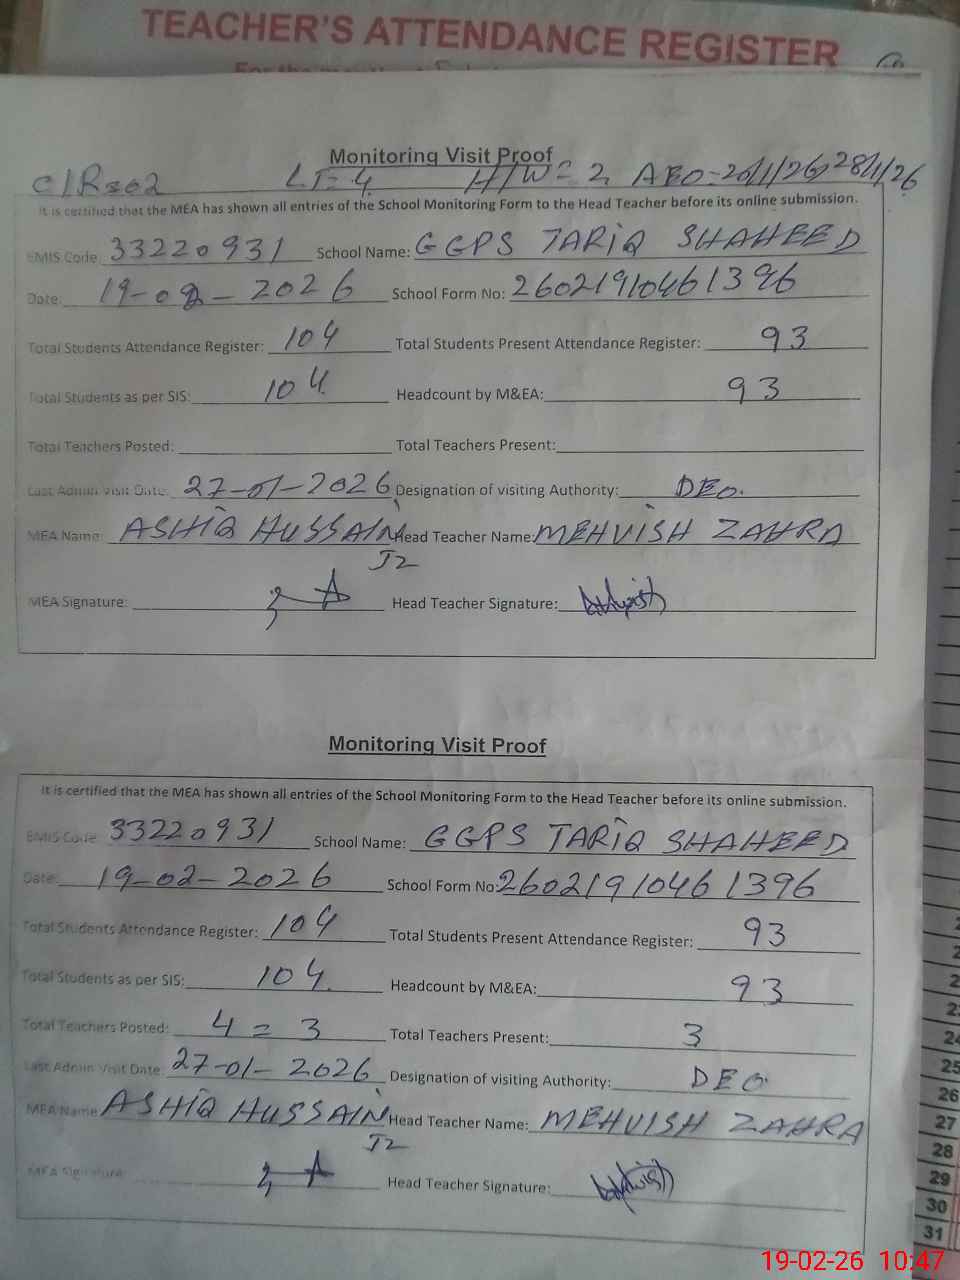 TEACHER'S ATTENDANCE REGISTER
Monitoring Visit Proof
LT=4 H/W=2, AEO=20/1/26, 28/1/26
It is certified that the MEA has shown all entries of the School Monitoring Form to the Head Teacher before its online submission.
EMIS Code 33220931 School Name: GGPS TARIQ SHAHEED
Date: 19-02-2026 School Form No: 26021910461396
Total Students Attendance Register: 104 Total Students Present Attendance Register: 93
Total Students as per SIS: 104 Headcount by M&EA: 93
Total Teachers Posted: Total Teachers Present:
Last Admin Visit Date: 27-01-2026 Designation of visiting Authority: DEO.
MEA Name: ASHIQ HUSSAIN Head Teacher Name: MEHVISH ZAHRA
J2
MEA Signature: Head Teacher Signature:
Monitoring Visit Proof
It is certified that the MEA has shown all entries of the School Monitoring Form to the Head Teacher before its online submission.
EMIS Code: 33220931 School Name: GGPS TARIQ SHAHEED
Date: 19-02-2026 School Form No: 26021910461396
Total Students Attendance Register: 104 Total Students Present Attendance Register: 93
Total Students as per SIS: 104 Headcount by M&EA: 93
Total Teachers Posted: 4 = 3 Total Teachers Present: 3
Last Admin Visit Date: 27-01-2026 Designation of visiting Authority: DEO.
MEA Name: ASHIQ HUSSAIN Head Teacher Name: MEHVISH ZAHRA
J2
MEA Signature: Head Teacher Signature:
24
25
26
27
28
29
30
31
19-02-26 10:47